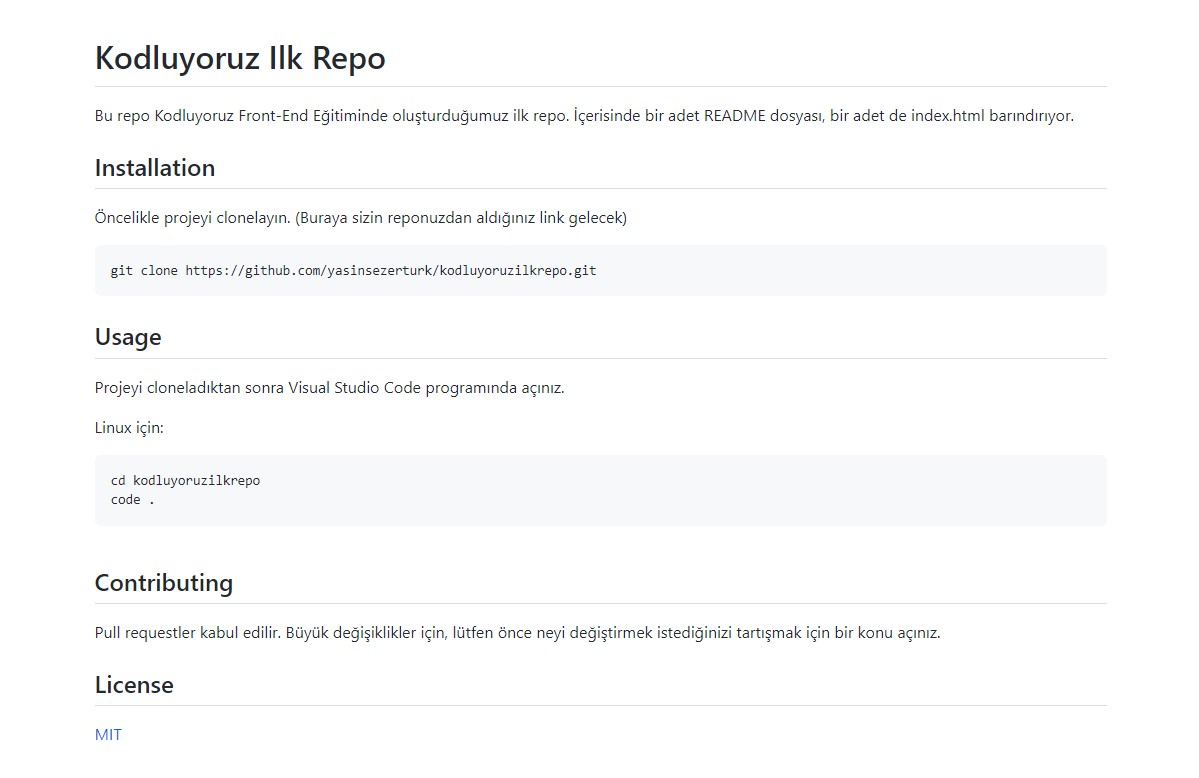 Kodluyoruz Ilk Repo
Bu repo Kodluyoruz Front-End Eğitiminde oluşturduğumuz ilk repo. İçerisinde bir adet README dosyası, bir adet de index.html barındırıyor.
Installation
Öncelikle projeyi clonelayın. (Buraya sizin reponuzdan aldığınız link gelecek)
git clone https://github.com/yasinsezerturk/kodluyoruzilkrepo.git
Usage
Projeyi cloneladıktan sonra Visual Studio Code programında açınız.
Linux için:
cd kodluyoruzilkrepo
code .
Contributing
Pull requestler kabul edilir. Büyük değişiklikler için, lütfen önce neyi değiştirmek istediğinizi tartışmak için bir konu açınız.
License
MIT